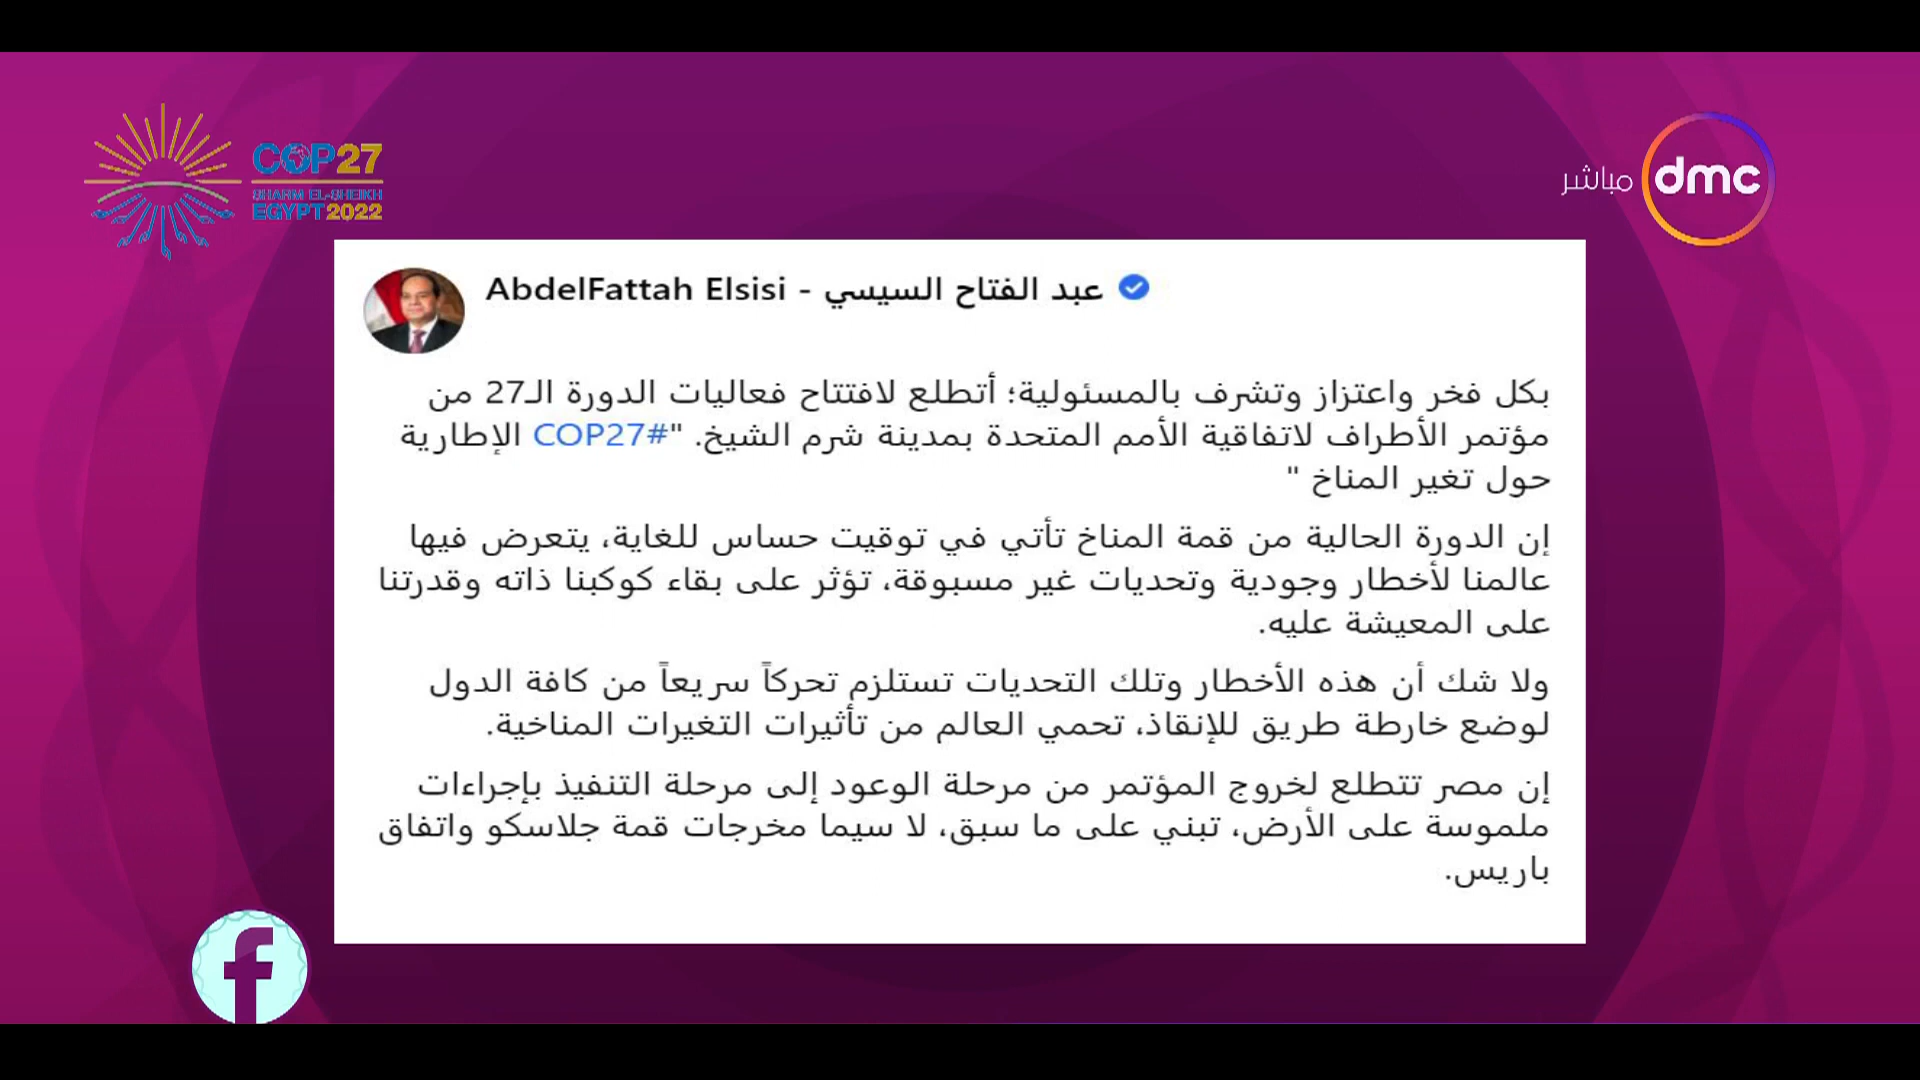 COP27
SHARM EL-SHEIKH
EGYPT 2022
dmc
مباشر
AbdelFattah Elsisi - عبد الفتاح السيسي
بكل فخر واعتزاز وتشرف بالمسئولية؛ أتطلع لافتتاح فعاليات الدورة الـ27 من
مؤتمر الأطراف لاتفاقية الأمم المتحدة بمدينة شرم الشيخ. "#COP27 الإطارية
حول تغير المناخ "
إن الدورة الحالية من قمة المناخ تأتي في توقيت حساس للغاية، يتعرض فيها
عالمنا لأخطار وجودية وتحديات غير مسبوقة، تؤثر على بقاء كوكبنا ذاته وقدرتنا
على المعيشة عليه.
ولا شك أن هذه الأخطار وتلك التحديات تستلزم تحركاً سريعاً من كافة الدول
لوضع خارطة طريق للإنقاذ، تحمي العالم من تأثيرات التغيرات المناخية.
إن مصر تتطلع لخروج المؤتمر من مرحلة الوعود إلى مرحلة التنفيذ بإجراءات
ملموسة على الأرض، تبني على ما سبق، لا سيما مخرجات قمة جلاسكو واتفاق
باريس.